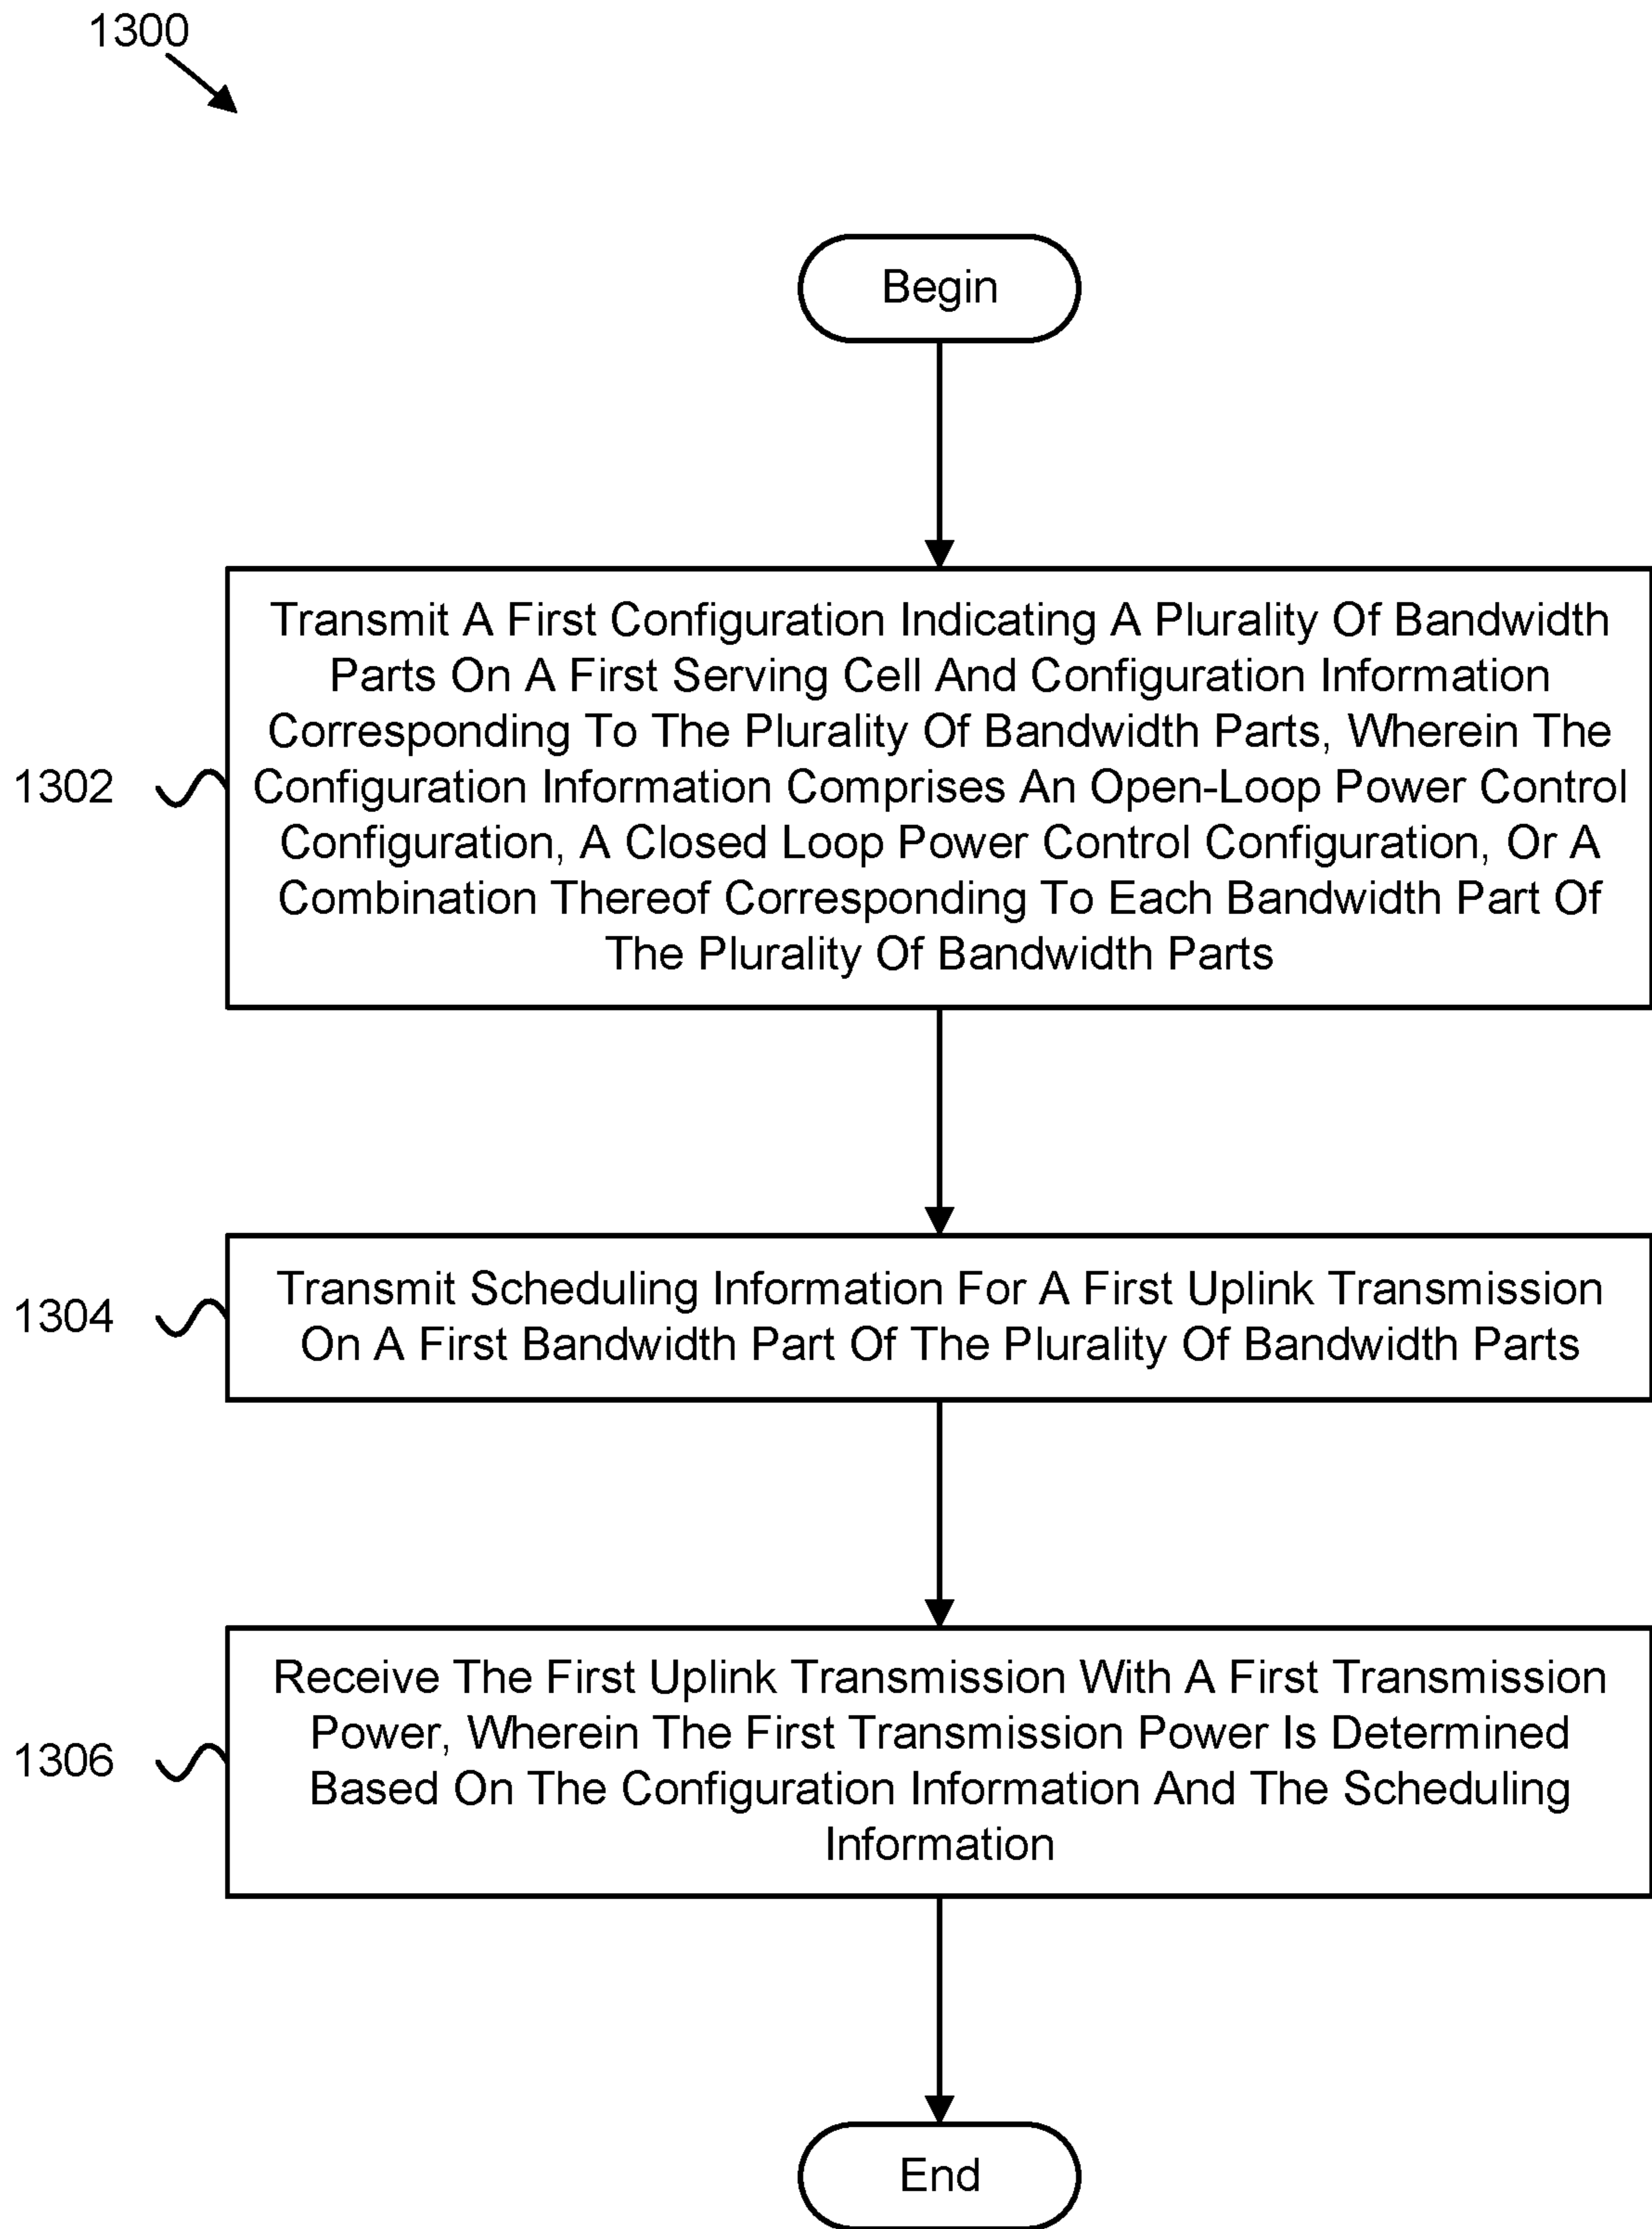 1300
Begin
Transmit A First Configuration Indicating A Plurality Of Bandwidth
Parts On A First Serving Cell And Configuration Information
Corresponding To The Plurality Of Bandwidth Parts, Wherein The
1302
Configuration Information Comprises An Open-Loop Power Control
Configuration, A Closed Loop Power Control Configuration, Or A
Combination Thereof Corresponding To Each Bandwidth Part Of
The Plurality Of Bandwidth Parts
1304
Transmit Scheduling Information For A First Uplink Transmission
On A First Bandwidth Part Of The Plurality Of Bandwidth Parts
Receive The First Uplink Transmission With A First Transmission
Power, Wherein The First Transmission Power Is Determined
1306
Based On The Configuration Information And The Scheduling
Information
End